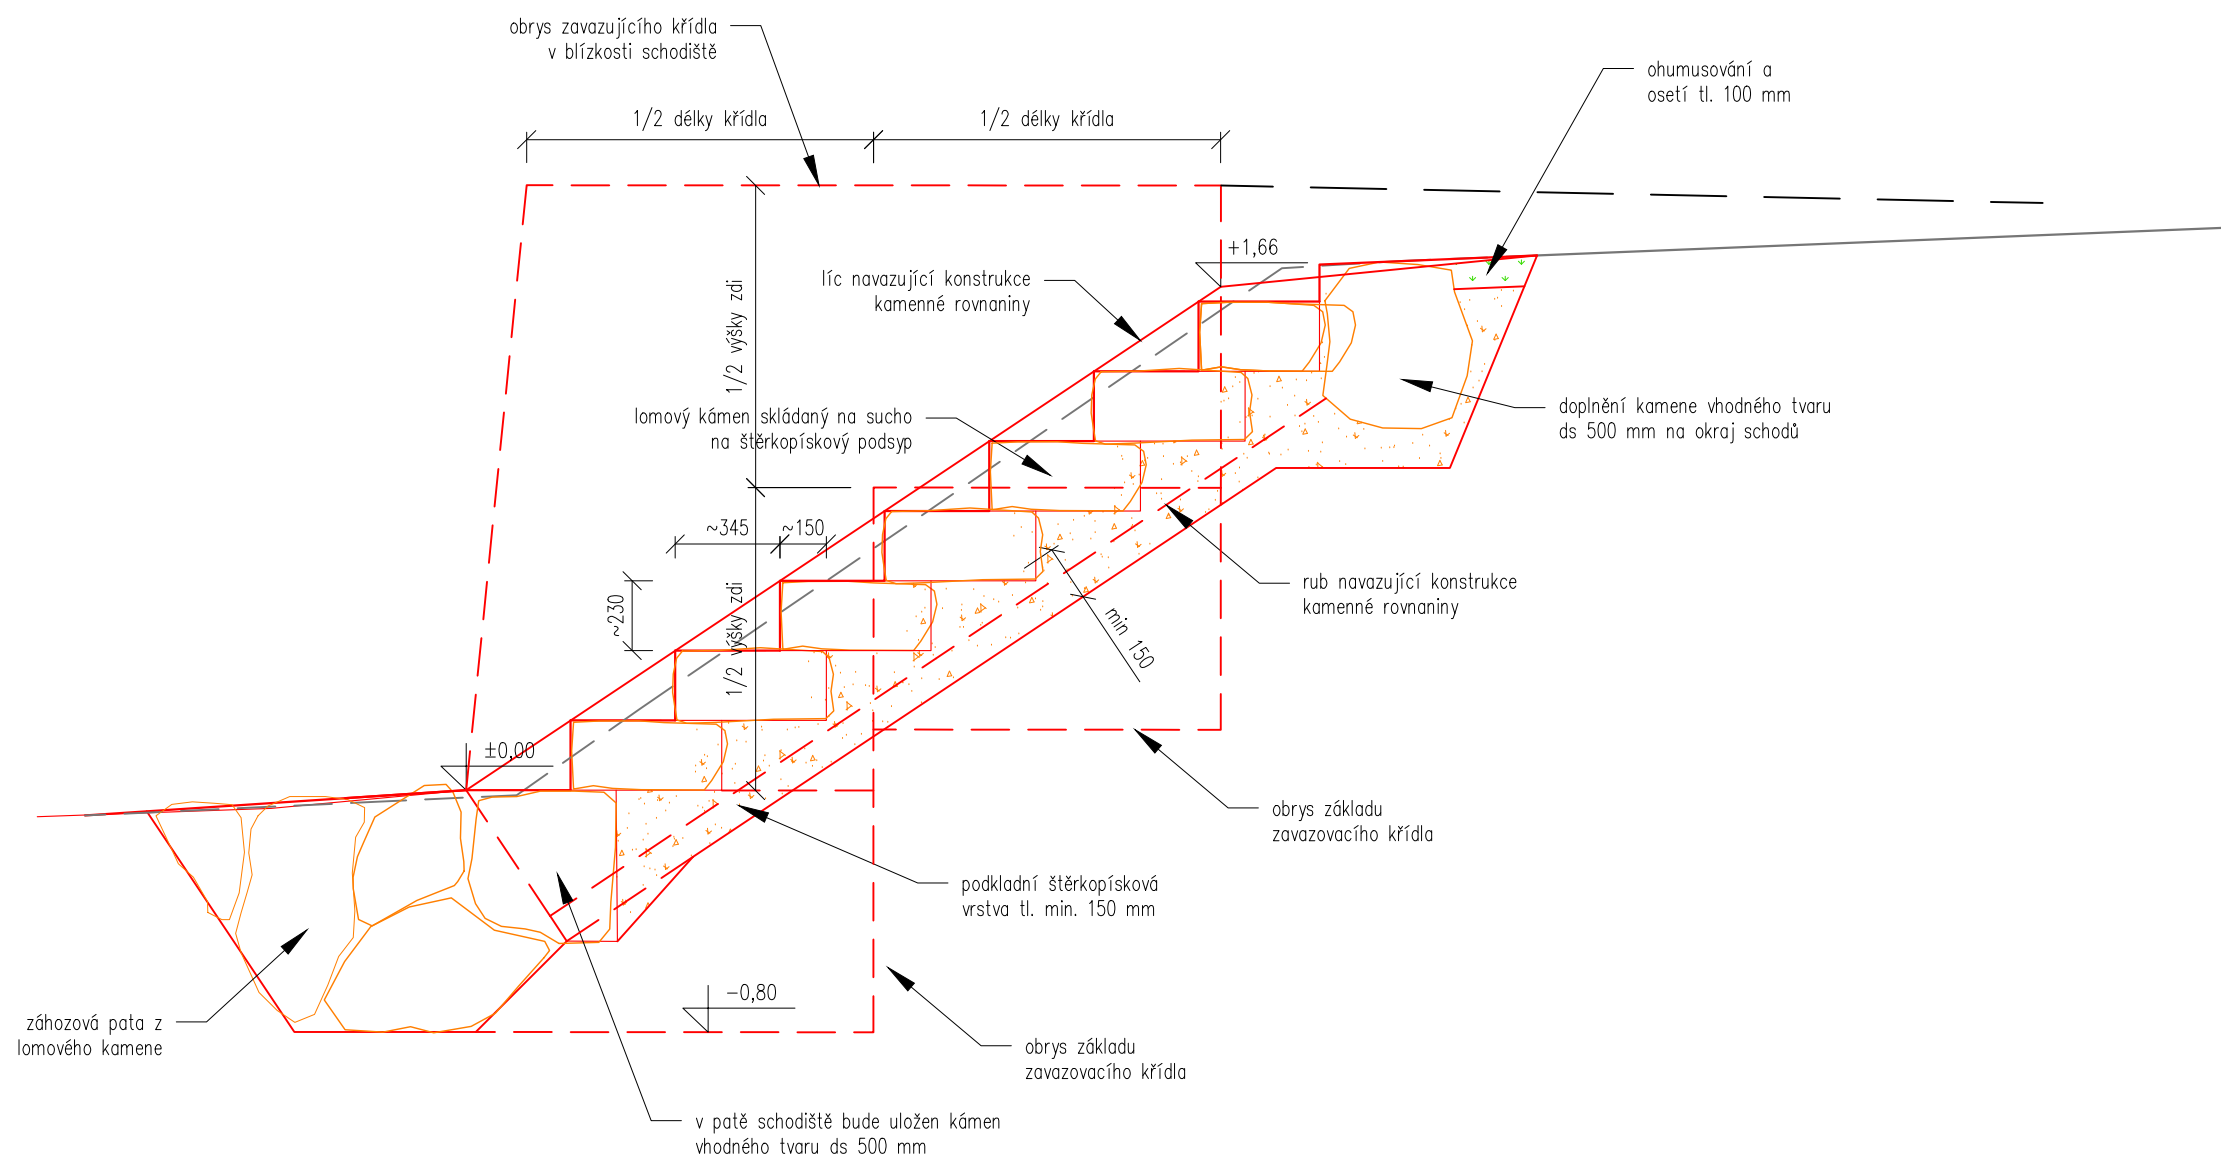 obrys zavazujícího křídla
v blízkosti schodiště
ohumusování a
osetí tl. 100 mm
1/2 délky křídla
1/2 délky křídla
+1,66
líc navazující konstrukce
kamenné rovnaniny
1/2 výšky zdi
lomový kámen skládaný na sucho
na štěrkopískový podsyp
doplnění kamene vhodného tvaru
ds 500 mm na okraj schodů
~345
~150
~230
1/2 výšky zdi
min 150
rub navazující konstrukce
kamenné rovnaniny
±0,00
obrys základu
zavazovacího křídla
podkladní štěrkopísková
vrstva tl. min. 150 mm
-0,80
záhozová pata z
lomového kamene
obrys základu
zavazovacího křídla
v patě schodiště bude uložen kámen
vhodného tvaru ds 500 mm